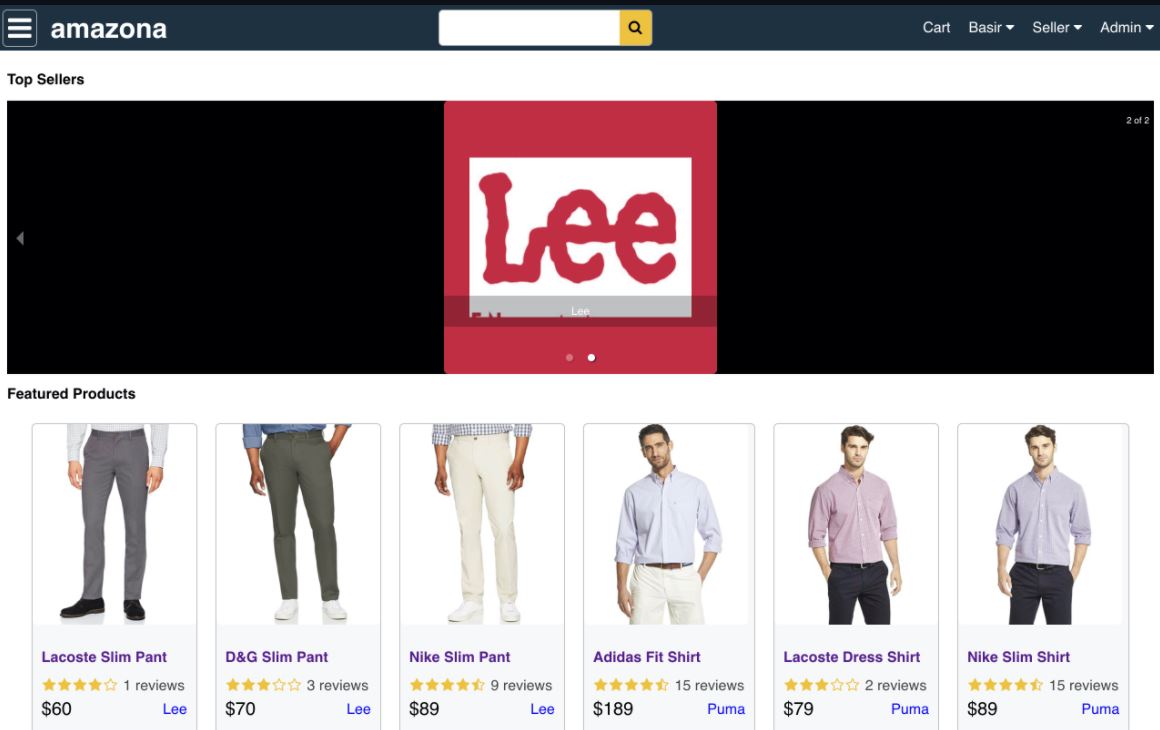 amazona
Cart Basir Seller Admin
Top Sellers
2 of 2
Lee
Lee
Featured Products
Lacoste Slim Pant D&G Slim Pant Nike Slim Pant Adidas Fit Shirt Lacoste Dress Shirt Nike Slim Shirt
1 reviews 3 reviews 9 reviews 15 reviews 2 reviews 15 reviews
$60 Lee $70 Lee $89 Lee $189 Puma $79 Puma $89 Puma